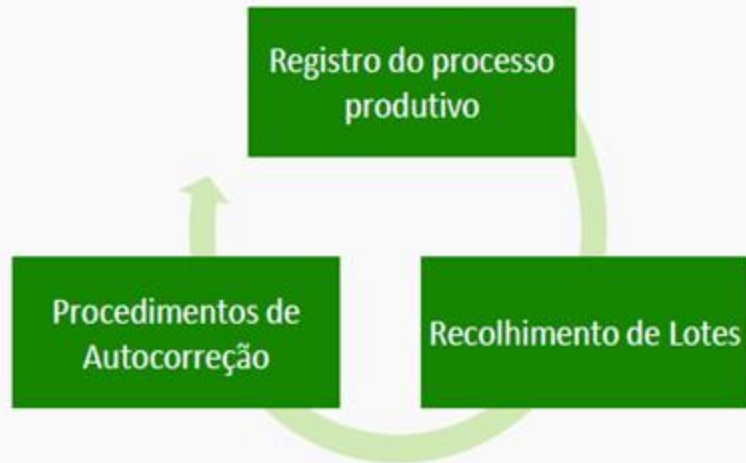 Registro do processo
produtivo
Procedimentos de
Autocorreção
Recolhimento de Lotes